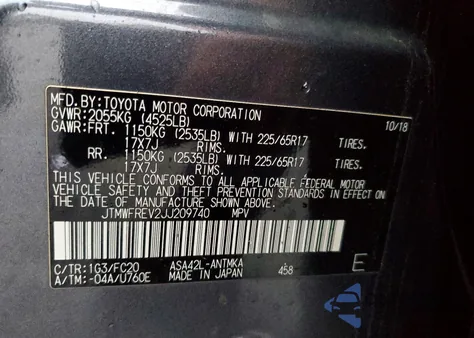 MFD. BY: TOYOTA MOTOR CORPORATION 10/18
GVWR: 2055KG (4525LB)
GAWR: FRT. 1150KG (2535LB) WITH 225/65R17 TIRES.
17X7J RIMS.
RR. 1150KG (2535LB) WITH 225/65R17 TIRES.
17X7J RIMS.
THIS VEHICLE CONFORMS TO ALL APPLICABLE FEDERAL MOTOR
VEHICLE SAFETY AND THEFT PREVENTION STANDARDS IN EFFECT ON
THE DATE OF MANUFACTURE SHOWN ABOVE.
JTMWFREV2JJ209740 MPV
C/TR: 1G3/FC20 ASA42L-ANTMKA 458 E
A/TM: -04A/U760E MADE IN JAPAN